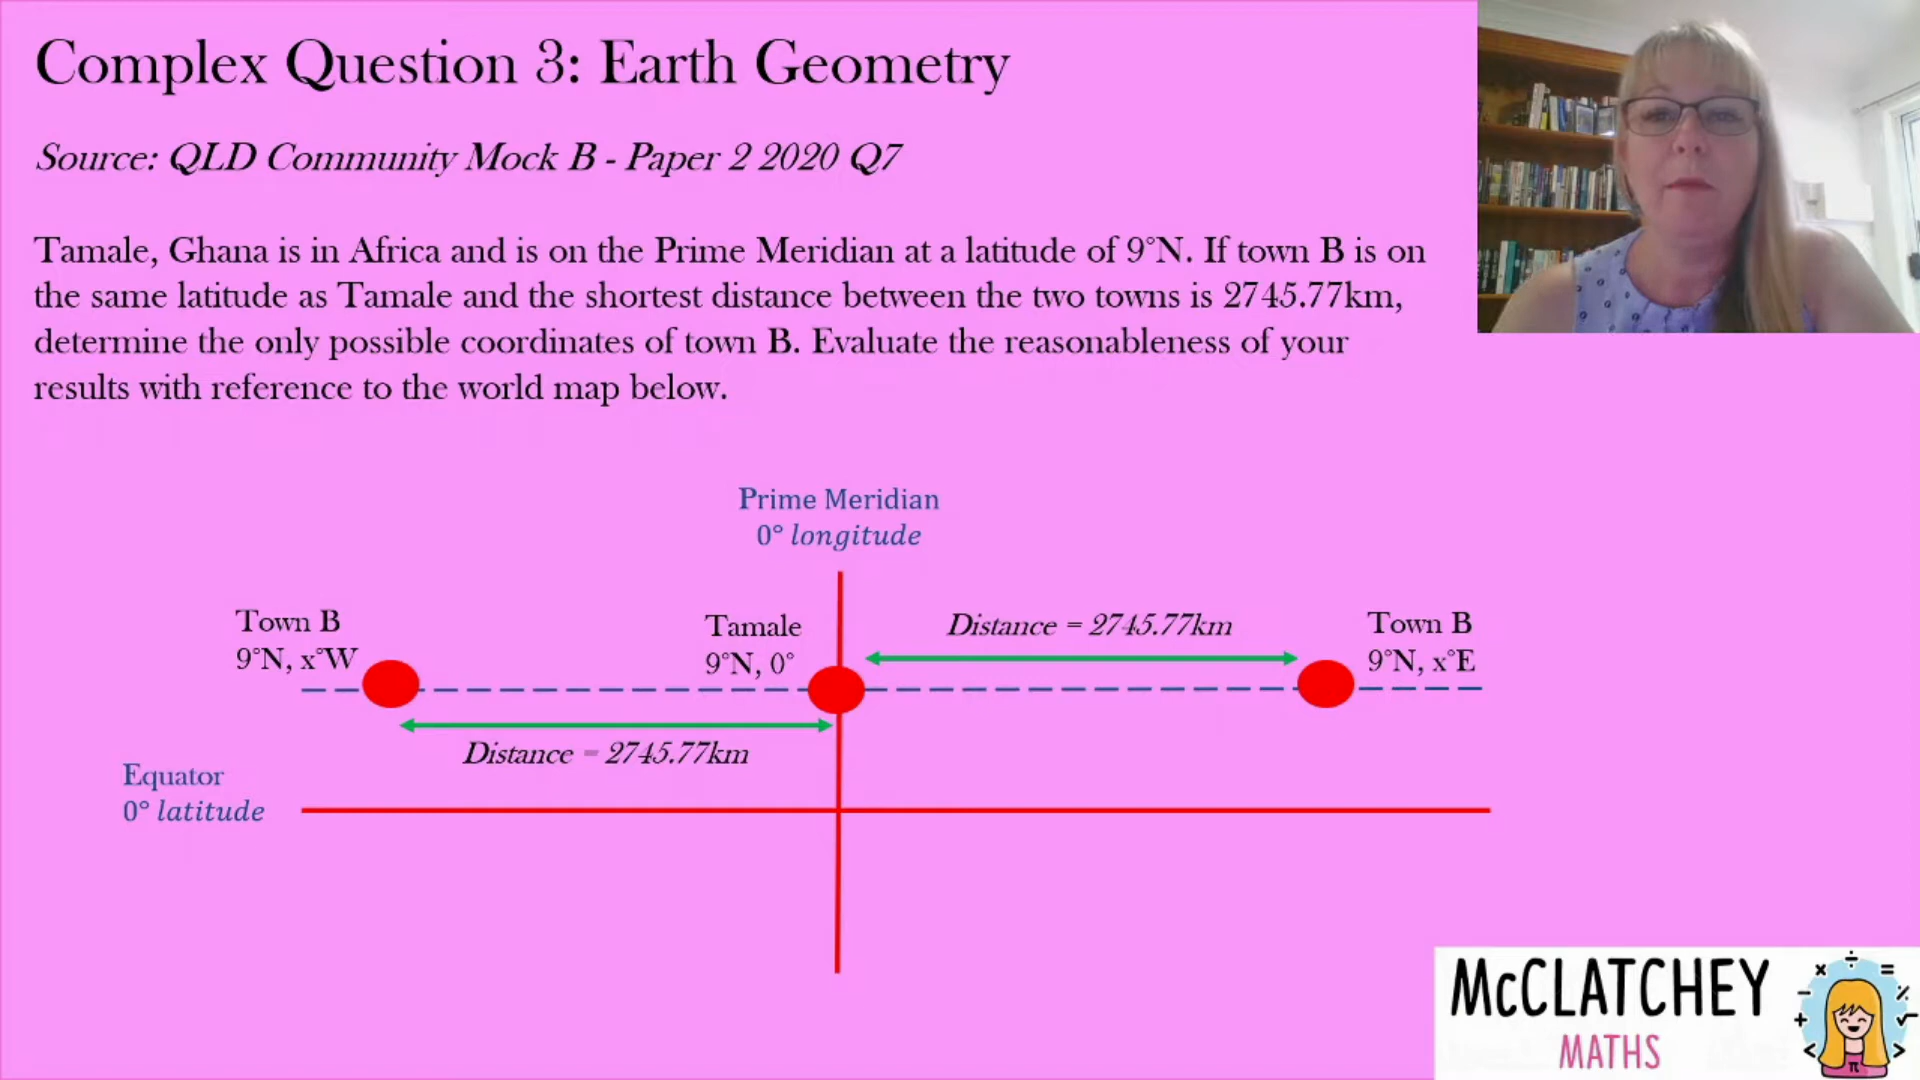 Complex Question 3: Earth Geometry
Source: QLD Community Mock B - Paper 2 2020 Q7
Tamale, Ghana is in Africa and is on the Prime Meridian at a latitude of 9°N. If town B is on
the same latitude as Tamale and the shortest distance between the two towns is 2745.77km,
determine the only possible coordinates of town B. Evaluate the reasonableness of your
results with reference to the world map below.
Prime Meridian
0° longitude
Town B
9°N, x°W
Tamale
9°N, 0°
Distance = 2745.77km
Town B
9°N, x°E
Distance = 2745.77km
Equator
0° latitude
McCLATCHEY
MATHS